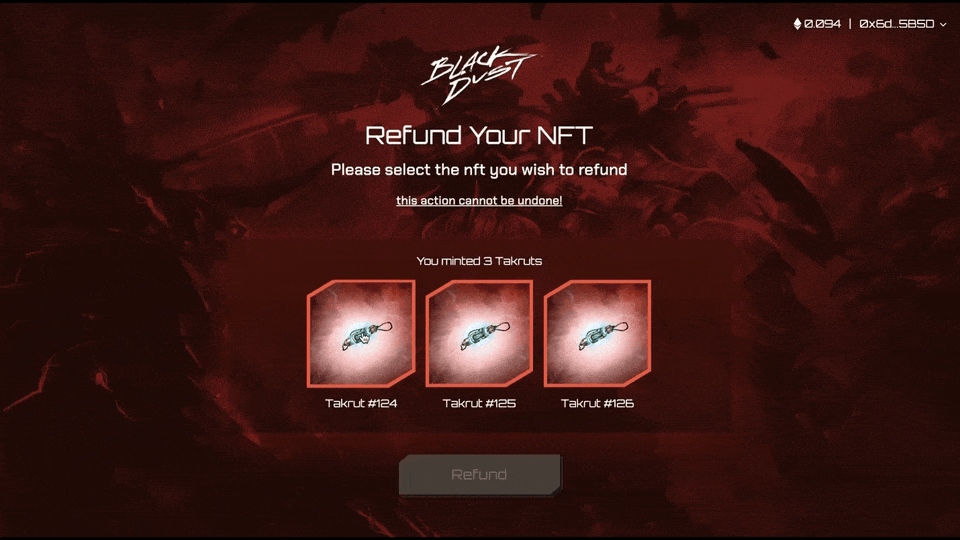 0.094 | 0x6d...5B5D
BLACK
DUST
Refund Your NFT
Please select the nft you wish to refund
this action cannot be undone!
You minted 3 Takruts
Takrut #124
Takrut #125
Takrut #126
Refund